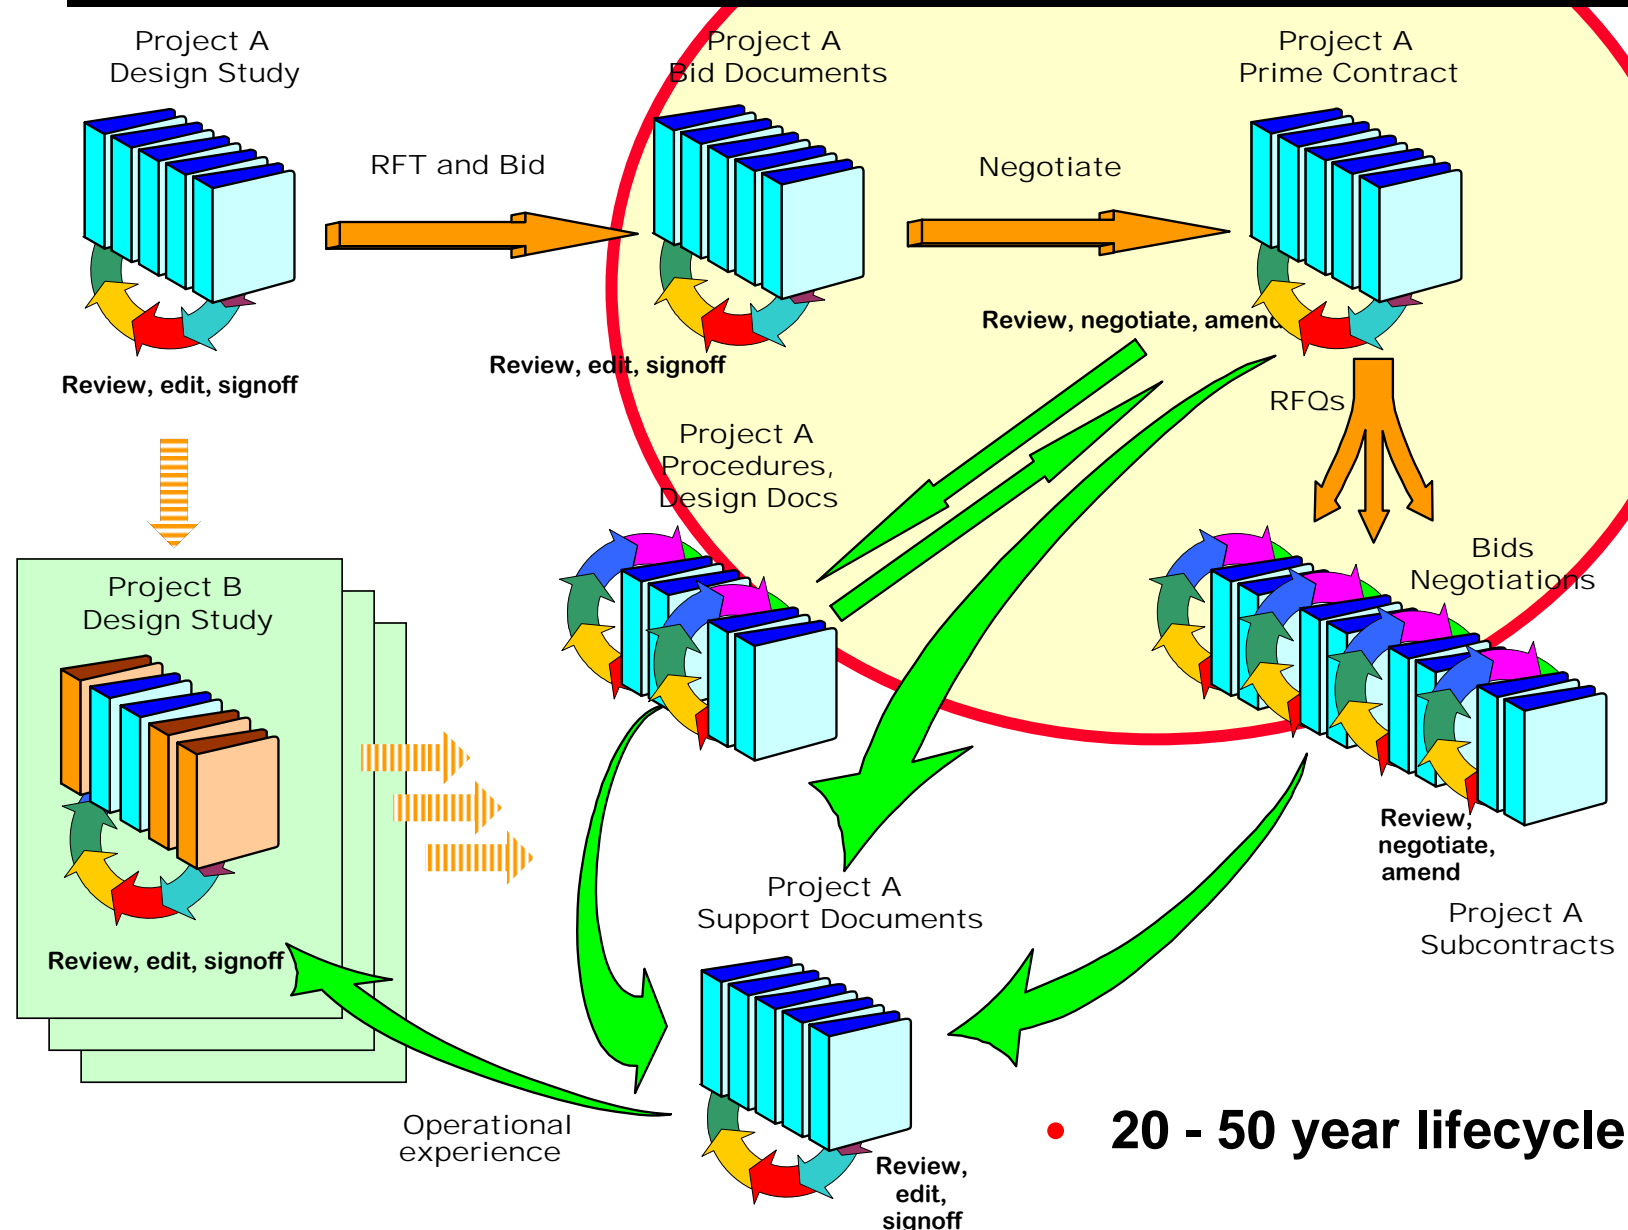 Project A
Design Study
Project A
Bid Documents
Project A
Prime Contract
RFT and Bid
Negotiate
Review, negotiate, amend
Review, edit, signoff
Review, edit, signoff
RFQs
Project A
Procedures,
Design Docs
Bids
Negotiations
Project B
Design Study
Review,
negotiate,
amend
Project A
Support Documents
Project A
Subcontracts
Review, edit, signoff
Operational
experience
• 20 - 50 year lifecycle
Review,
edit,
signoff